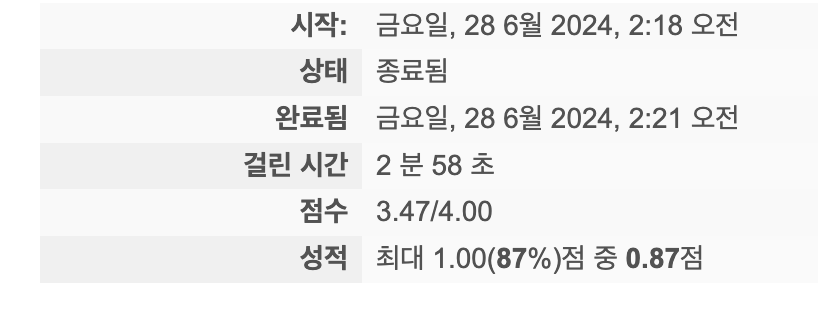 시작: 금요일, 28 6월 2024, 2:18 오전
상태 종료됨
완료됨 금요일, 28 6월 2024, 2:21 오전
걸린 시간 2 분 58 초
점수 3.47/4.00
성적 최대 1.00(87%)점 중 0.87점